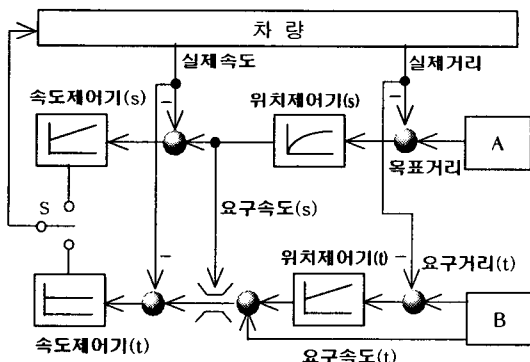 차 량
실제속도
실제거리
속도제어기(s)
위치제어기(s)
A
목표거리
S
요구속도(s)
위치제어기(t)
요구거리(t)
B
속도제어기(t)
요구속도(t)